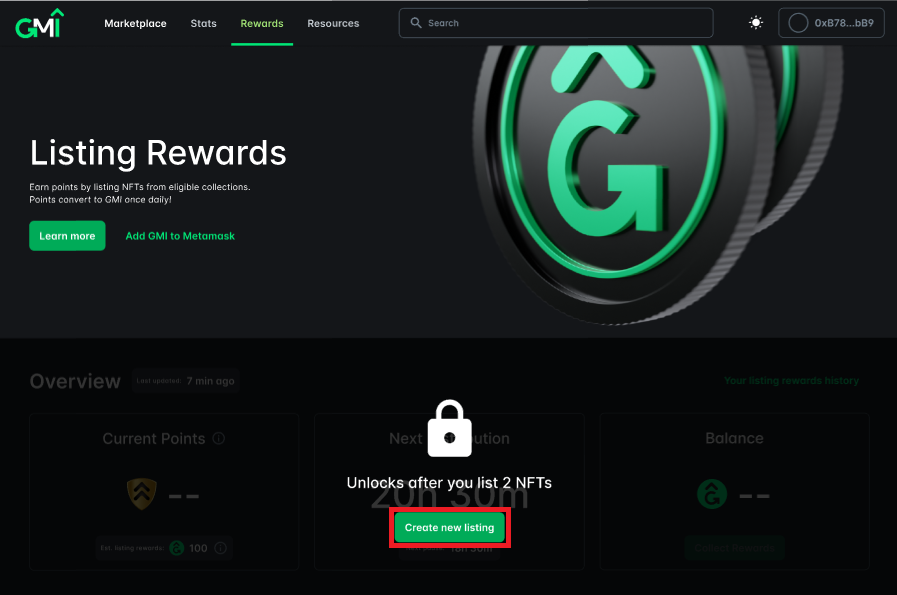 GMI
Marketplace
Stats
Rewards
Resources
Search
0xB78...bB9
Listing Rewards
Earn points by listing NFTs from eligible collections.
Points convert to GMI once daily!
Learn more
Add GMI to Metamask
G
Overview
Last updated: 7 min ago
Your listing rewards history
Current Points
Next
ution
Balance
--
Unlocks after you list 2 NFTs
20h 30m
--
Create new listing
Est. listing rewards: 100
18h 30m
Collect Rewards